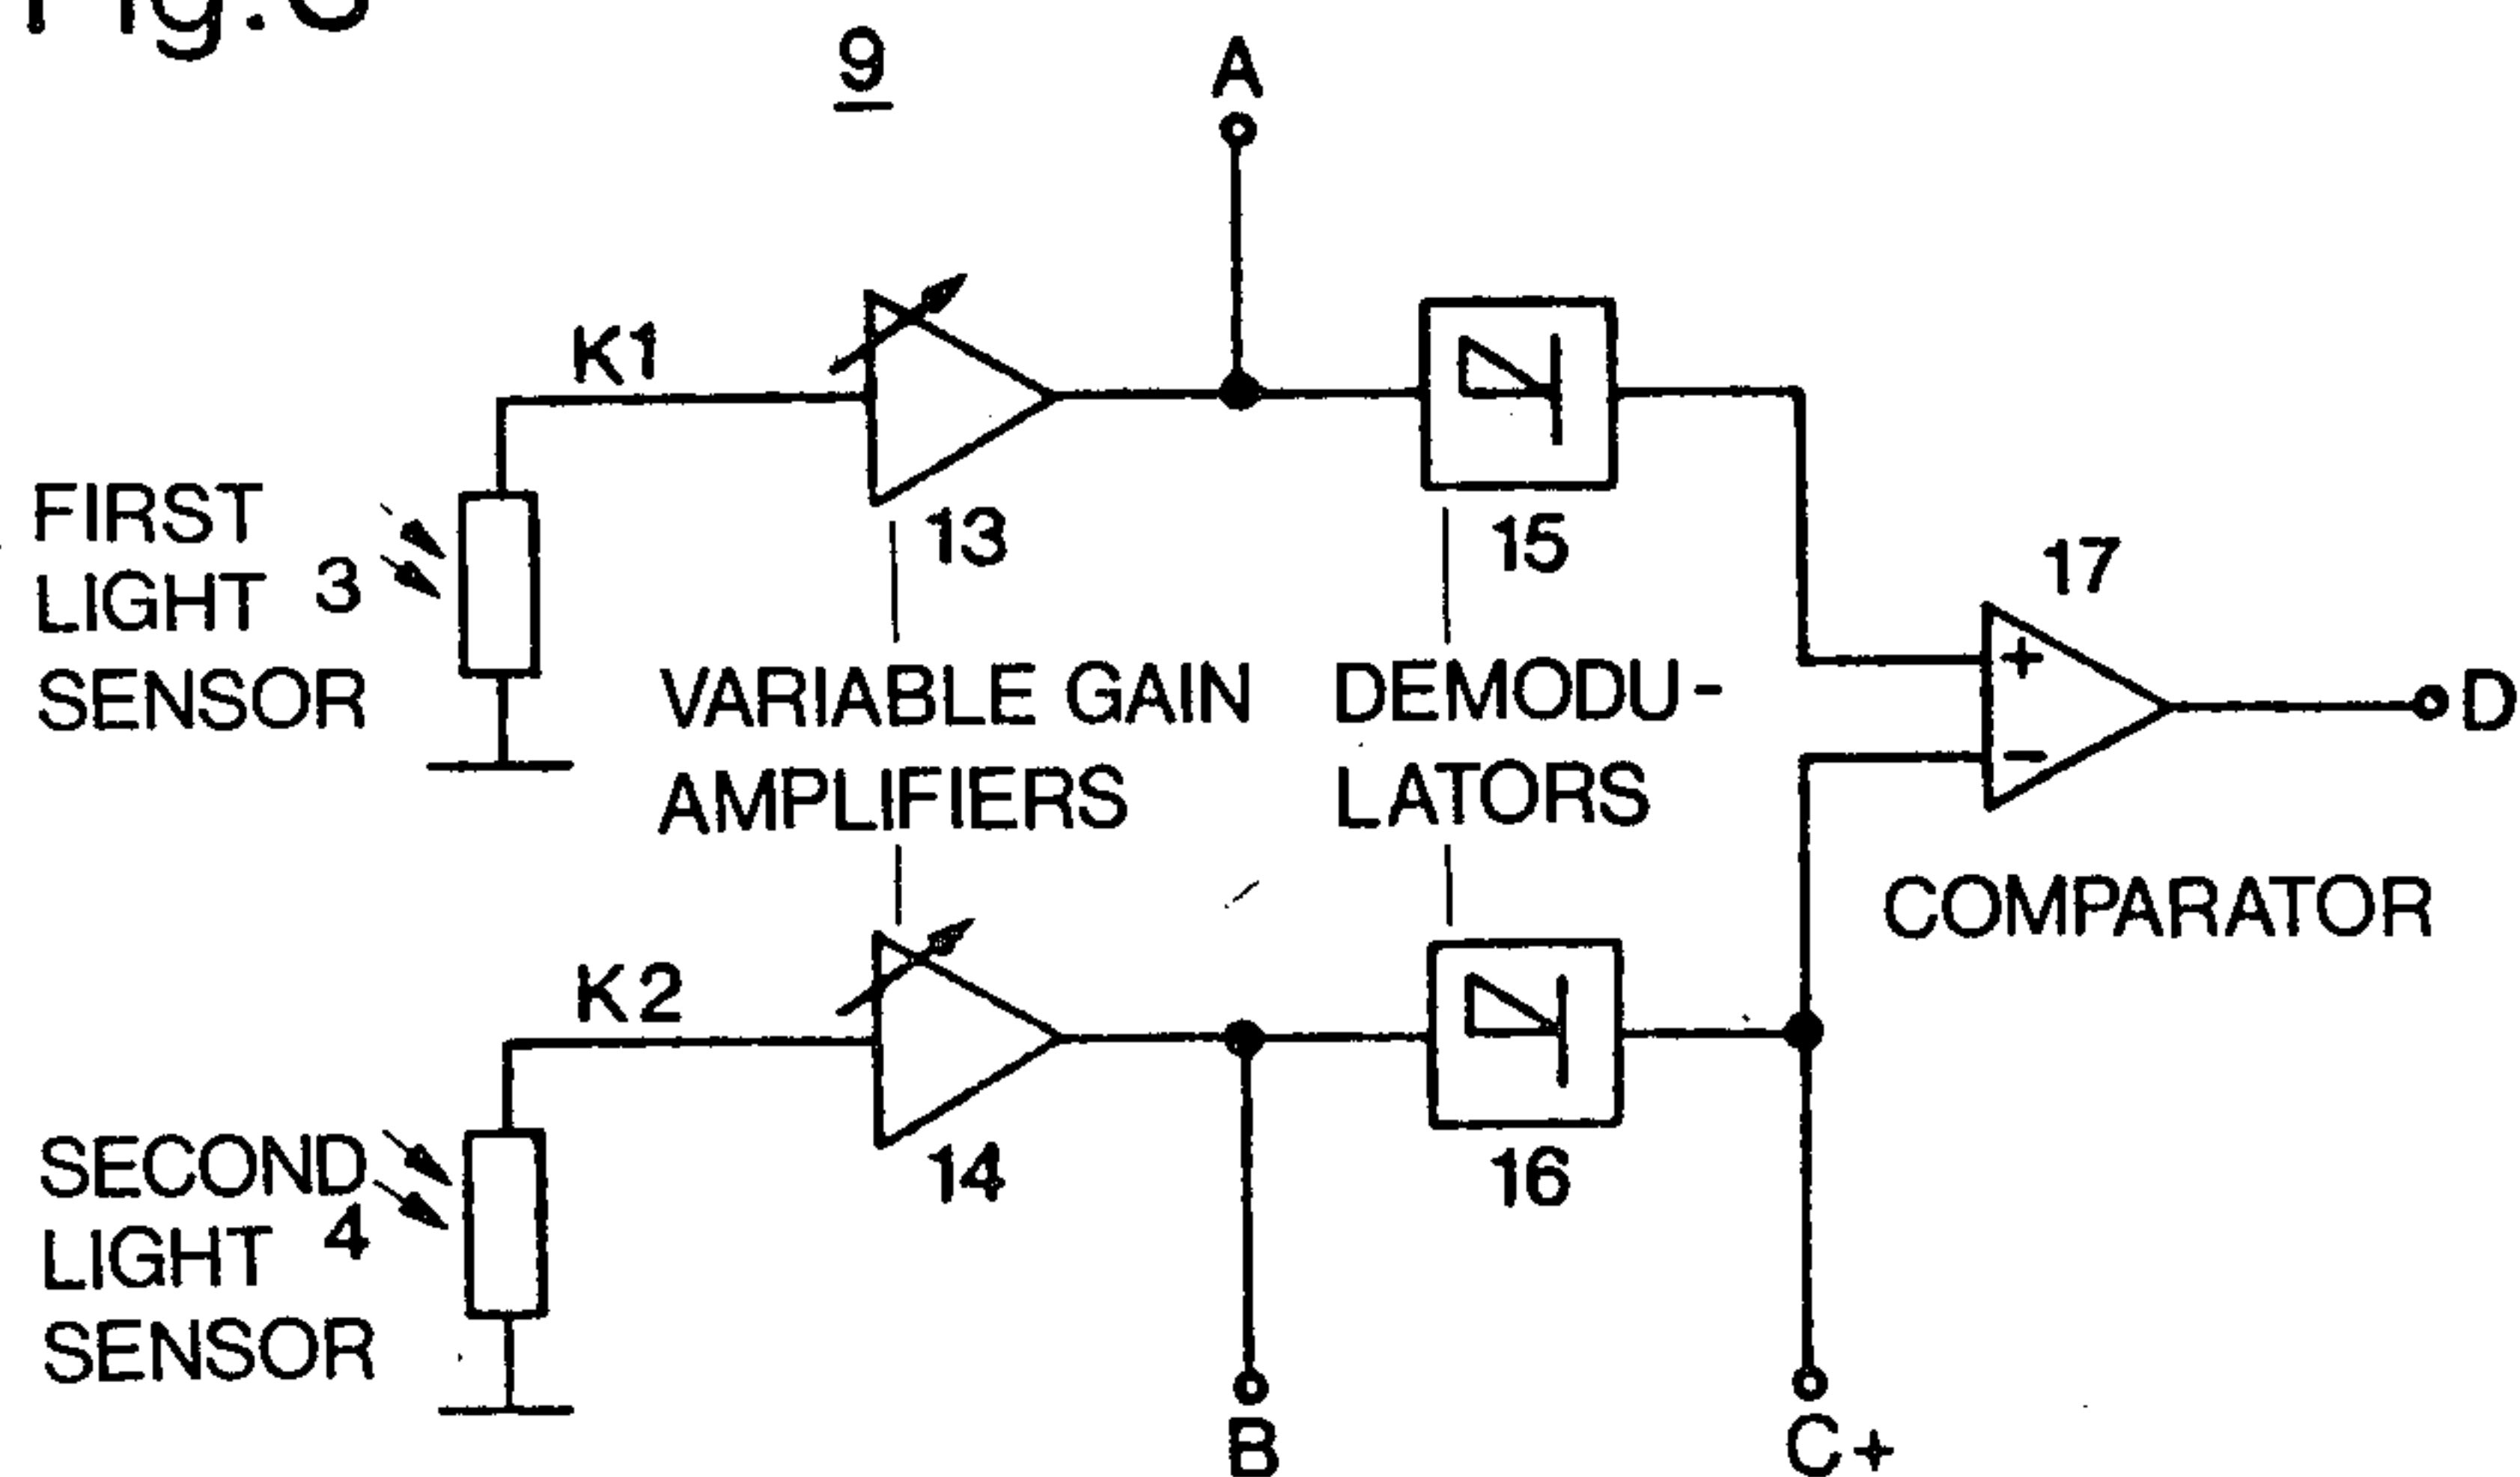 9
A
K1
FIRST
LIGHT 3
SENSOR
13
15
17
VARIABLE GAIN
AMPLIFIERS
DEMODU-
LATORS
+
-
D
COMPARATOR
K2
SECOND
LIGHT 4
SENSOR
14
16
B
C+